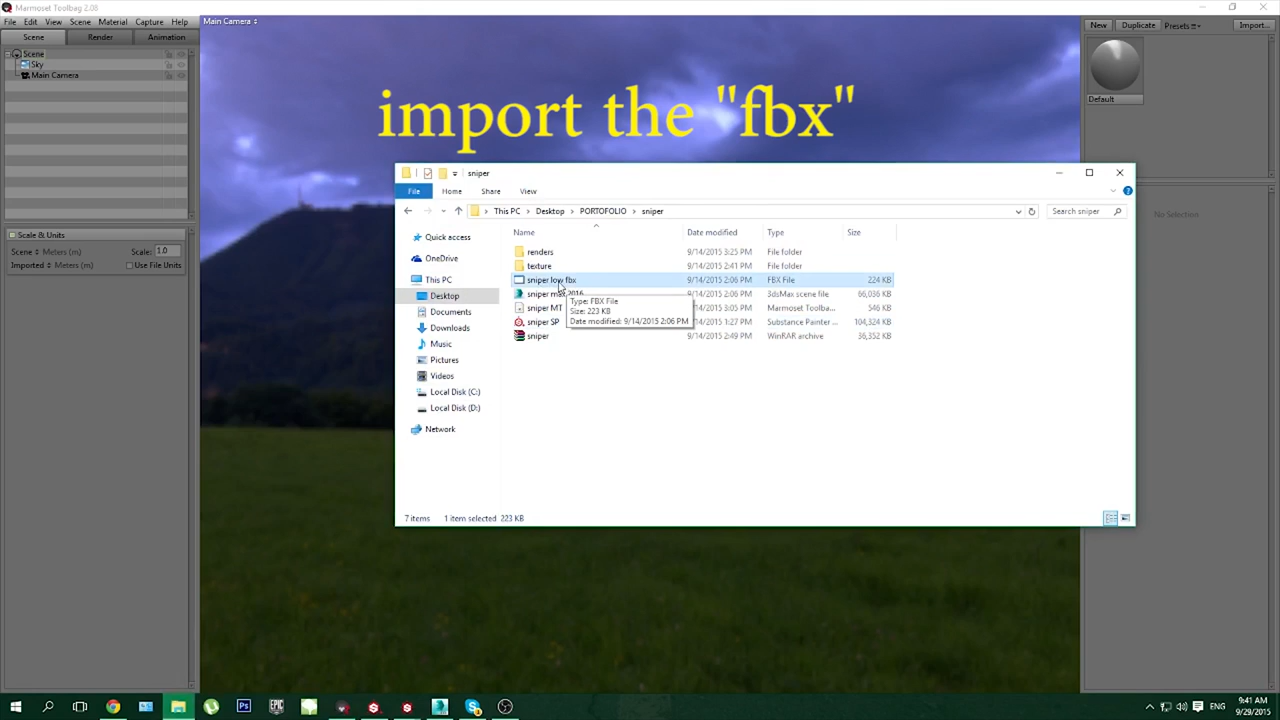 Marmoset Toolbag 2.08
File Edit View Scene Material Capture Help
Scene Render Animation
Scene
Sky
Main Camera
Scale & Units
Scene Meters (m) Scale 1.0
Imported Meters (m) Use File Units
Main Camera
import the "fbx"
New Duplicate Presets Import...
Default
No Selection
sniper
File Home Share View
This PC Desktop PORTOFOLIO sniper
Search sniper
Name Date modified Type Size
Quick access
OneDrive
This PC
Desktop
Documents
Downloads
Music
Pictures
Videos
Local Disk (C:)
Local Disk (D:)
Network
renders 9/14/2015 3:25 PM File folder
texture 9/14/2015 2:41 PM File folder
sniper low fbx 9/14/2015 2:06 PM FBX File 224 KB
sniper max 2016 9/14/2015 2:06 PM 3dsMax scene file 66,036 KB
sniper MT 9/14/2015 3:05 PM Marmoset Toolba... 546 KB
sniper SP 9/14/2015 1:27 PM Substance Painter ... 104,324 KB
sniper 9/14/2015 2:49 PM WinRAR archive 36,352 KB
Type: FBX File
Size: 223 KB
Date modified: 9/14/2015 2:06 PM
7 items 1 item selected 223 KB
Ps
EPIC
ENG
9:41 AM
9/29/2015